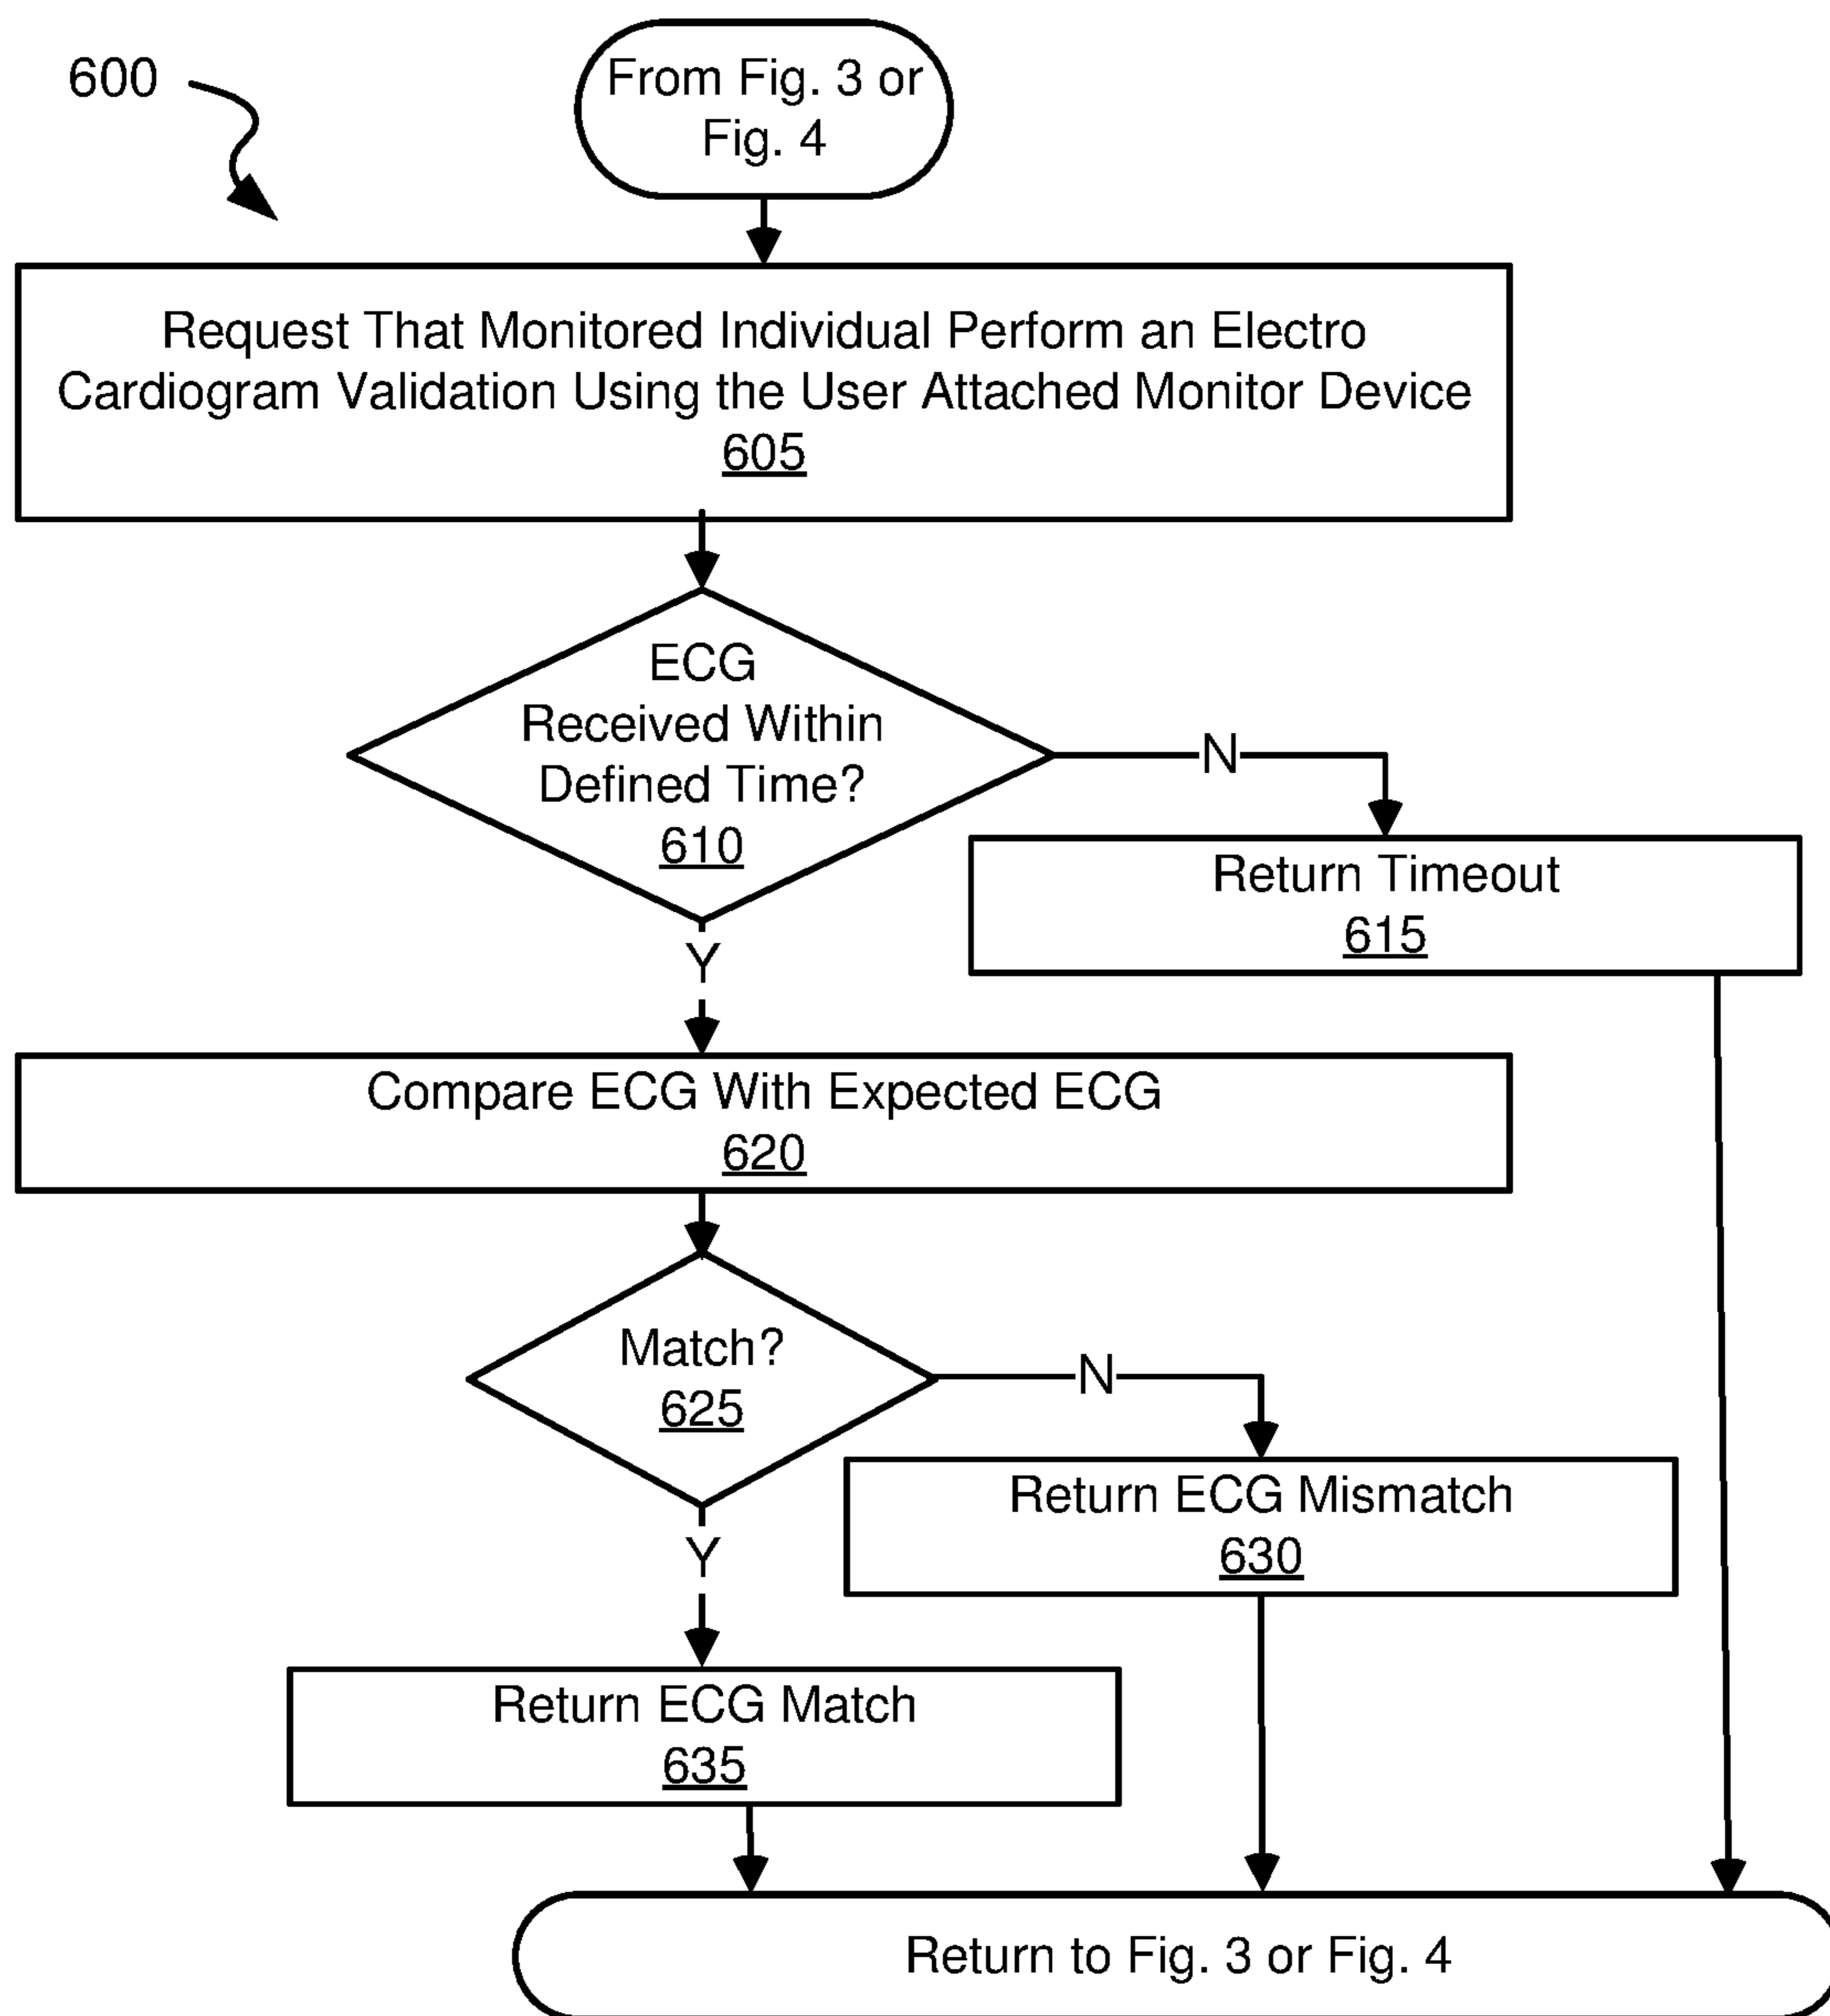 600
From Fig. 3 or
Fig. 4
Request That Monitored Individual Perform an Electro
Cardiogram Validation Using the User Attached Monitor Device
605
ECG
Received Within
Defined Time?
610
N
Return Timeout
615
Y
Compare ECG With Expected ECG
620
Match?
625
N
Return ECG Mismatch
630
Y
Return ECG Match
635
Return to Fig. 3 or Fig. 4